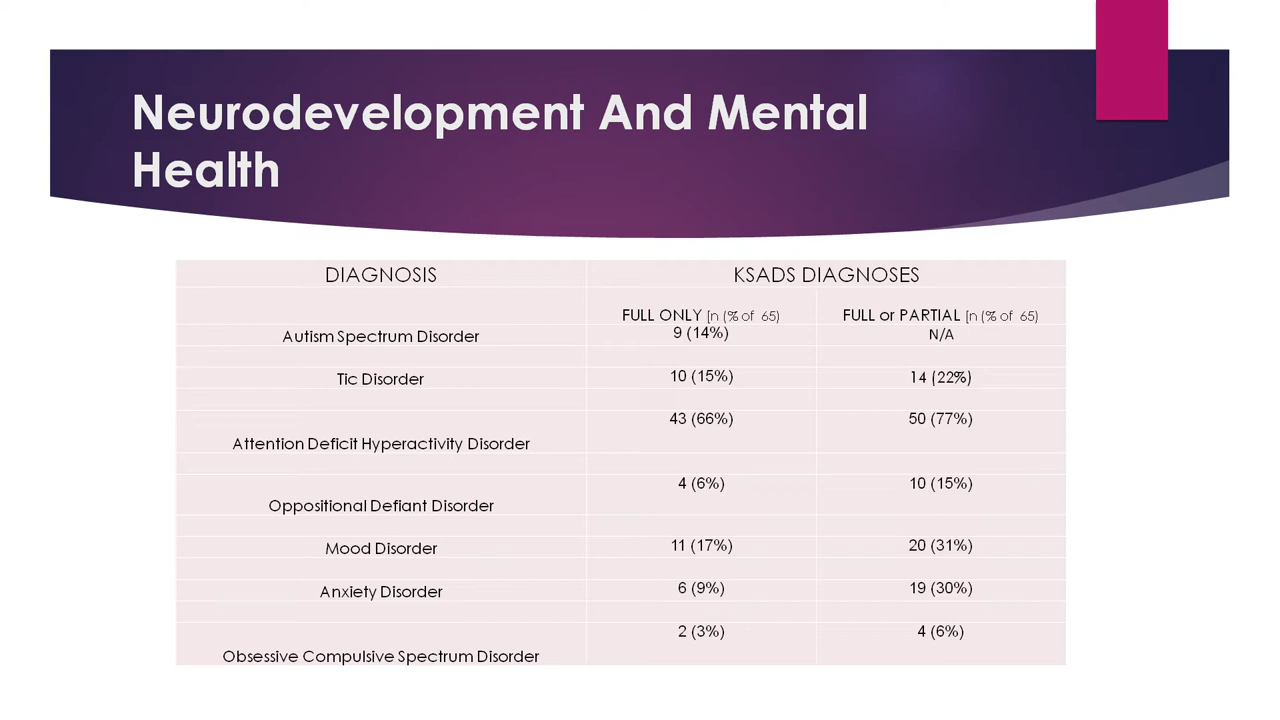 Neurodevelopment And Mental
Health
DIAGNOSIS KSADS DIAGNOSES
FULL ONLY [n (% of 65) FULL or PARTIAL [n (% of 65)
Autism Spectrum Disorder 9 (14%) N/A
Tic Disorder 10 (15%) 14 (22%)
Attention Deficit Hyperactivity Disorder 43 (66%) 50 (77%)
Oppositional Defiant Disorder 4 (6%) 10 (15%)
Mood Disorder 11 (17%) 20 (31%)
Anxiety Disorder 6 (9%) 19 (30%)
Obsessive Compulsive Spectrum Disorder 2 (3%) 4 (6%)